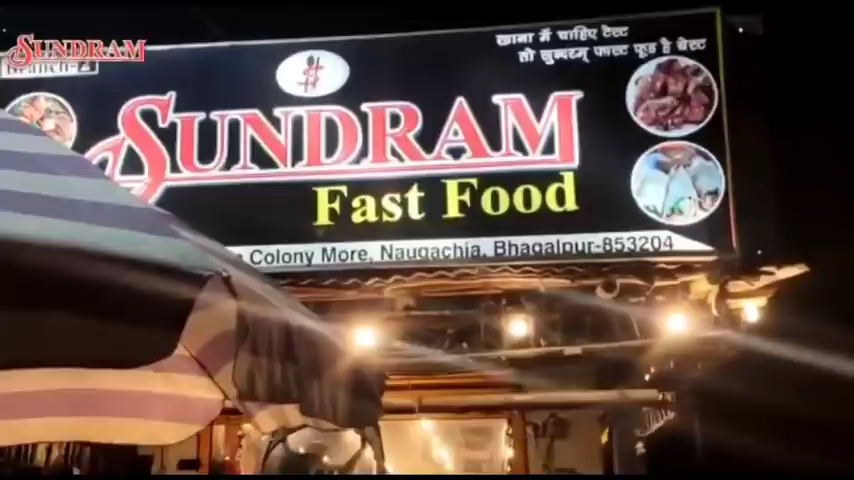 SUNDRAM
Branch-2
खाना में चाहिए टेस्ट
तो सुन्दरम् फास्ट फूड है बेस्ट
SUNDRAM
Fast Food
Colony More, Naugachia, Bhagalpur-853204